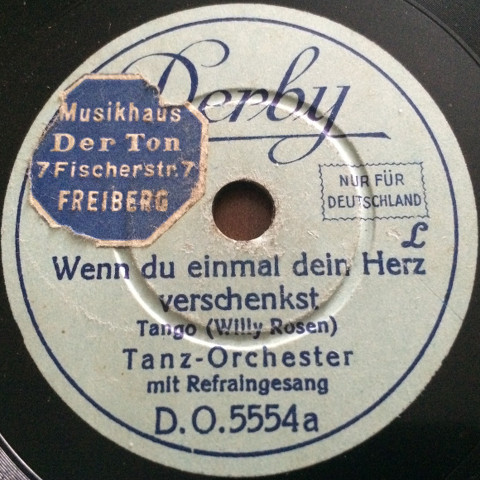 Derby
Musikhaus
Der Ton
7 Fischerstr. 7
FREIBERG
NUR FÜR
DEUTSCHLAND
L
Wenn du einmal dein Herz
verschenkst
Tango (Willy Rosen)
Tanz-Orchester
mit Refraingesang
D.O.5554a